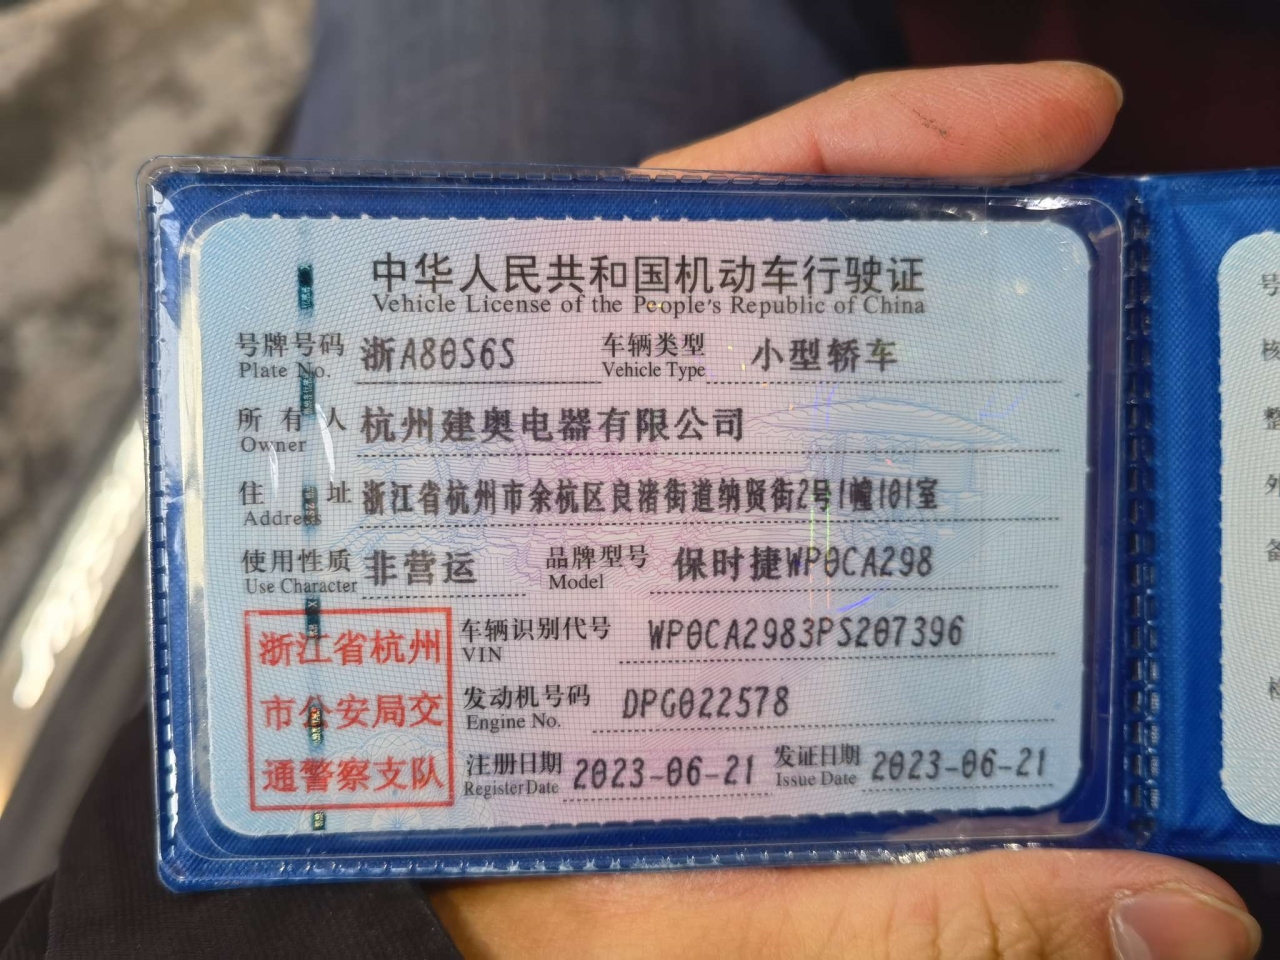 中华人民共和国机动车行驶证
Vehicle License of the People's Republic of China
号牌号码 浙A80S6S 车辆类型 小型轿车
Plate No. Vehicle Type
所有人 杭州建奥电器有限公司
Owner
住址 浙江省杭州市余杭区良渚街道纳贤街2号1幢101室
Address
使用性质 非营运 品牌型号 保时捷WP0CA298
Use Character Model
浙江省杭州
市公安局交
通警察支队
车辆识别代号 WP0CA2983PS207396
VIN
发动机号码 DPG022578
Engine No.
注册日期 2023-06-21 发证日期 2023-06-21
Register Date Issue Date
号
核
整
外
备
检